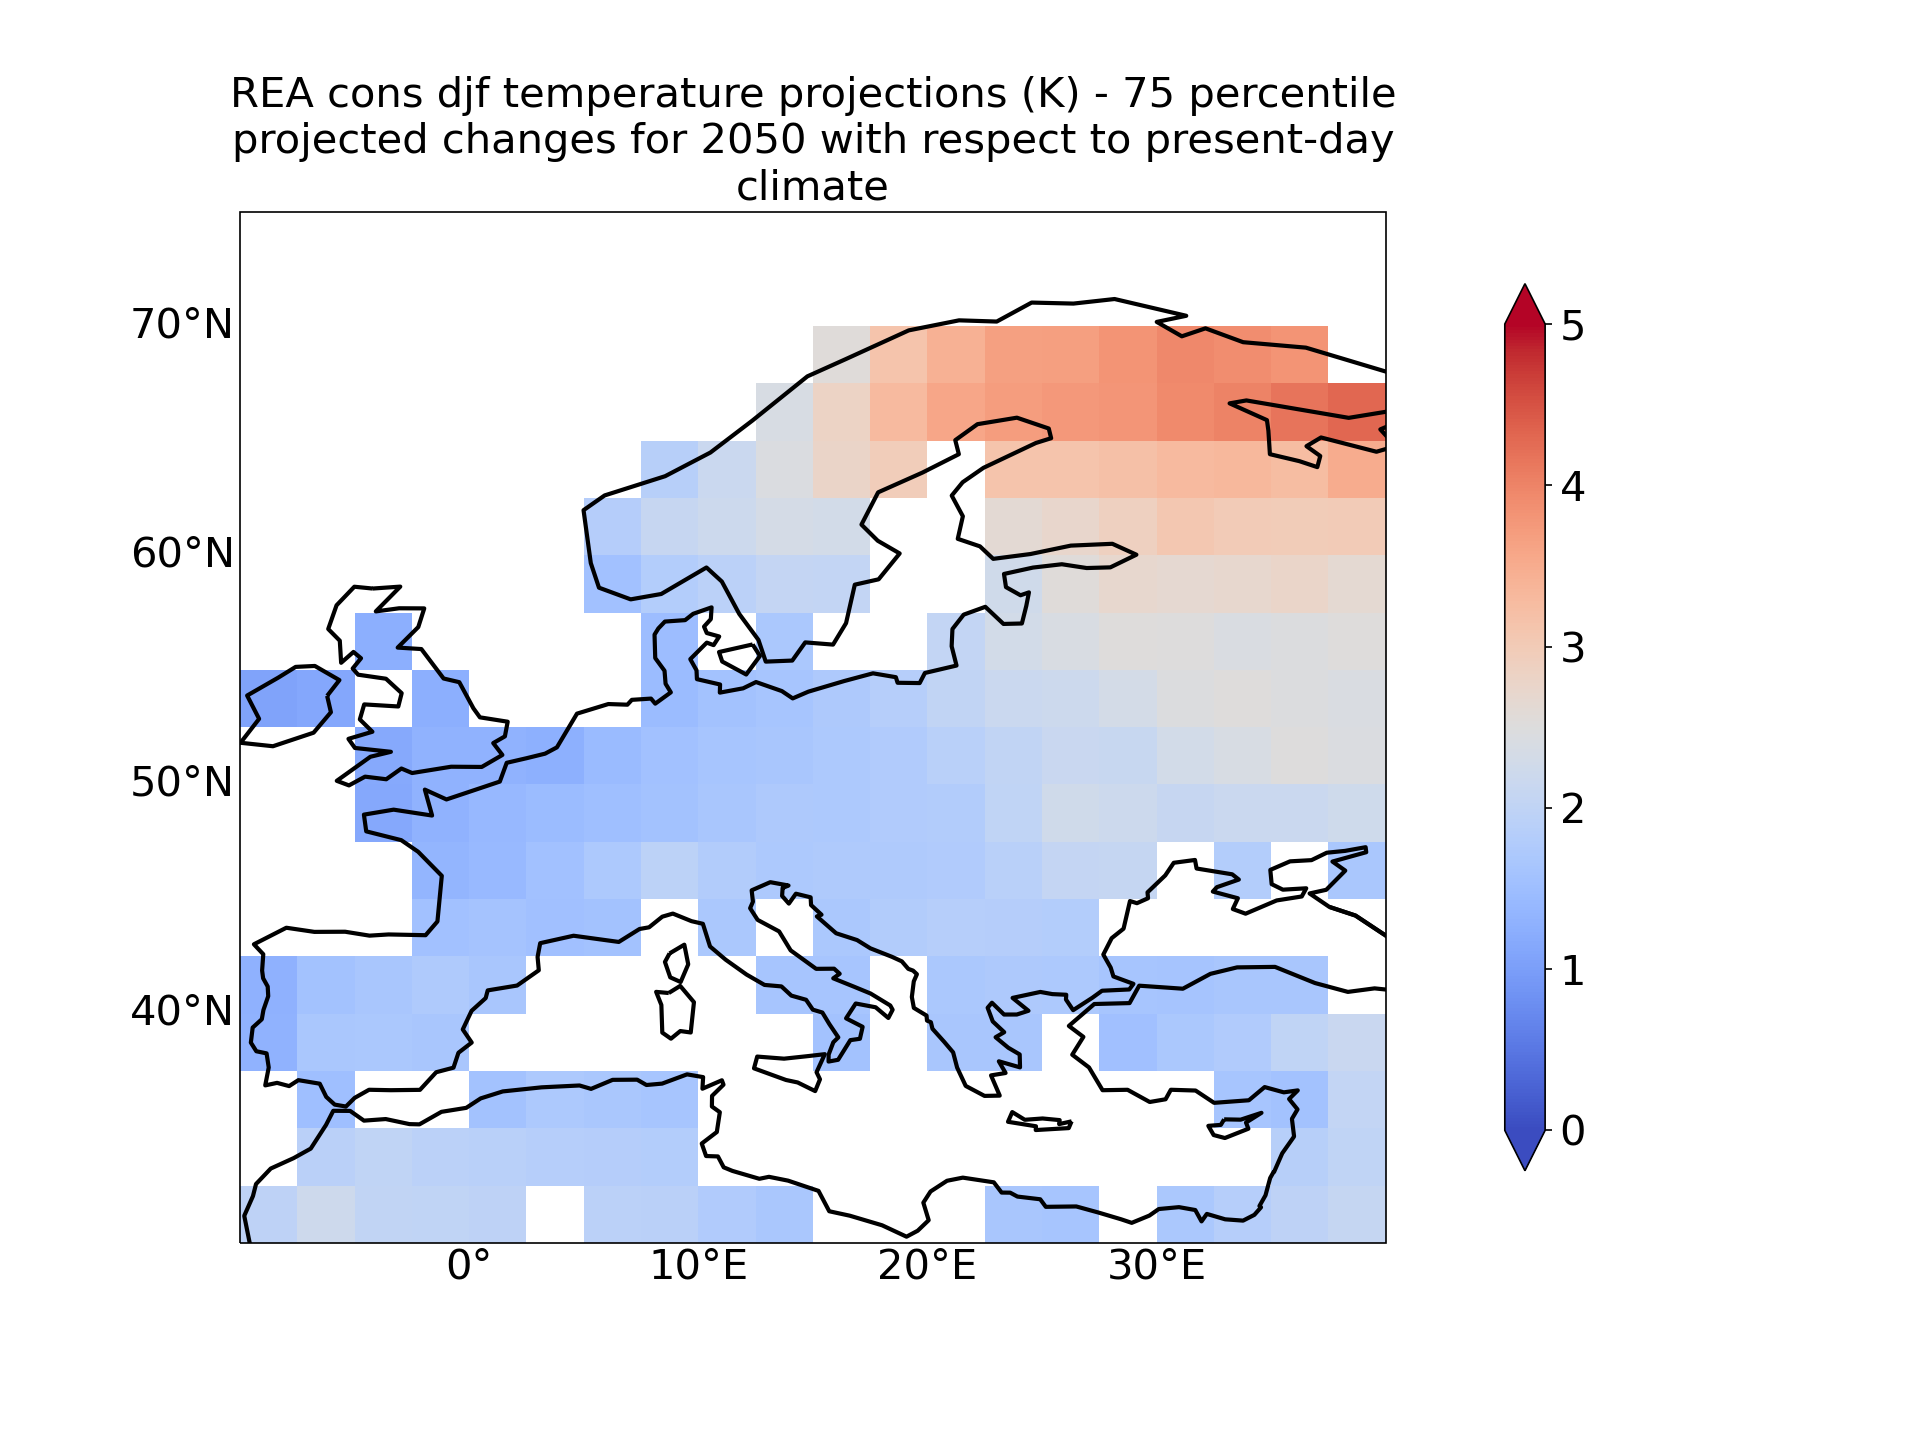 REA cons djf temperature projections (K) - 75 percentile
projected changes for 2050 with respect to present-day
climate
70°N
60°N
50°N
40°N
0°
10°E
20°E
30°E
5
4
3
2
1
0